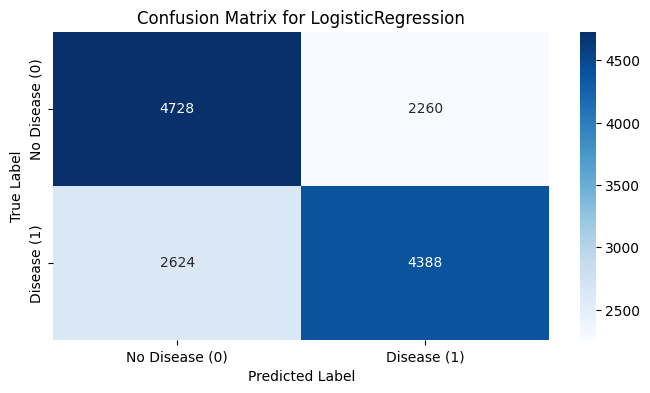 Confusion Matrix for LogisticRegression
True Label
No Disease (0)
Disease (1)
4728
2260
2624
4388
4500
4000
3500
3000
2500
No Disease (0)
Disease (1)
Predicted Label